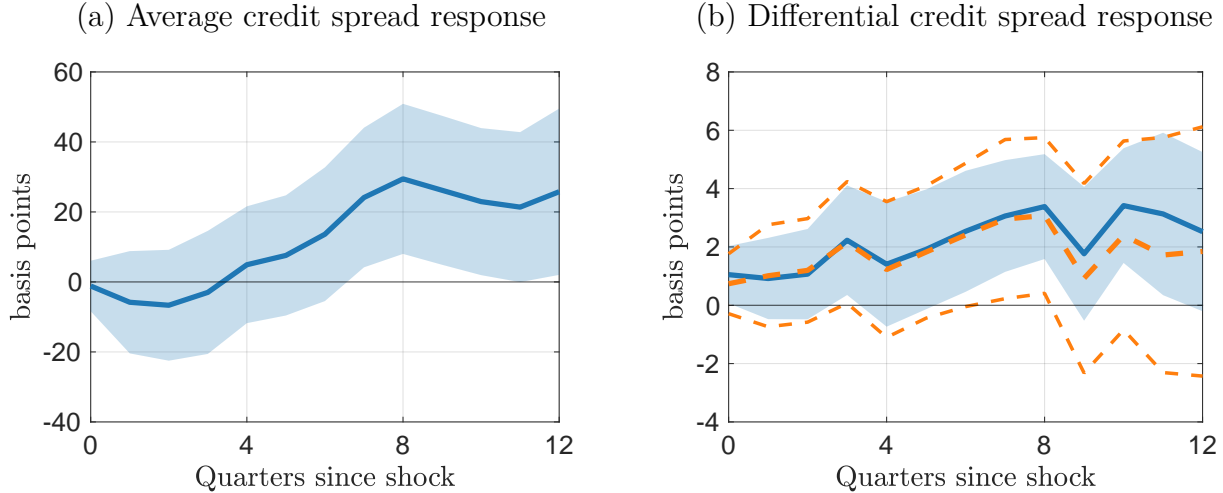 (a) Average credit spread response
60
40
20
0
-20
-40
0 4 8 12
basis points
Quarters since shock
(b) Differential credit spread response
8
6
4
2
0
-2
-4
0 4 8 12
basis points
Quarters since shock